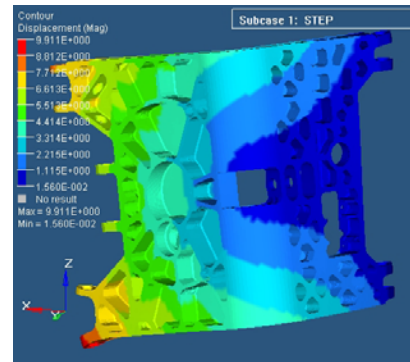 Contour
Displacement (Mag)
Subcase 1: STEP
9.911E+000
8.812E+000
7.712E+000
6.613E+000
5.513E+000
4.414E+000
3.314E+000
2.215E+000
1.115E+000
1.560E-002
No result
Max = 9.911E+000
Min = 1.560E-002
Z
X
Y